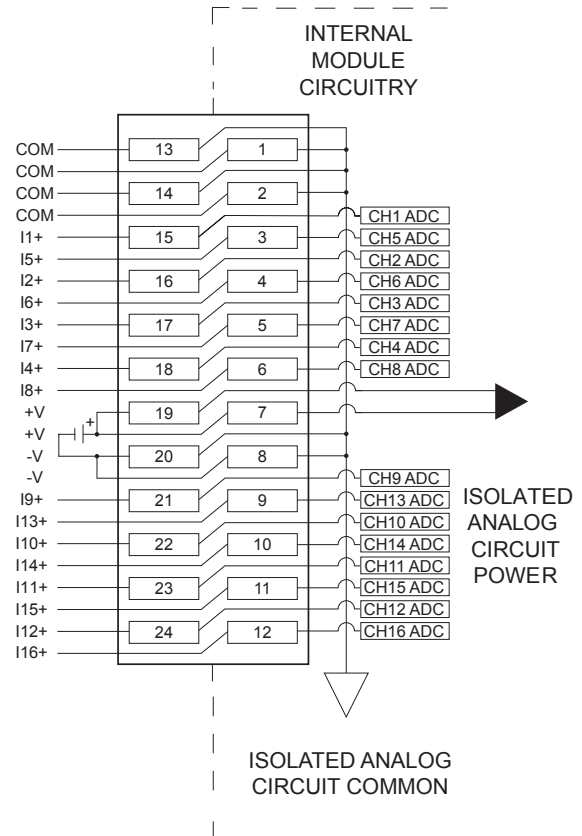 INTERNAL
MODULE
CIRCUITRY
COM 13 1
COM
COM 14 2
COM
CH1 ADC
I1+ 15 3 CH5 ADC
I5+ CH2 ADC
I2+ 16 4 CH6 ADC
I6+ CH3 ADC
I3+ 17 5 CH7 ADC
I7+ CH4 ADC
I4+ 18 6 CH8 ADC
I8+
+V 19 7
+
+V
-V 20 8
-V CH9 ADC
I9+ 21 9 CH13 ADC
I13+ CH10 ADC
I10+ 22 10 CH14 ADC
I14+ CH11 ADC
I11+ 23 11 CH15 ADC
I15+ CH12 ADC
I12+ 24 12 CH16 ADC
I16+
ISOLATED
ANALOG
CIRCUIT
POWER
ISOLATED ANALOG
CIRCUIT COMMON